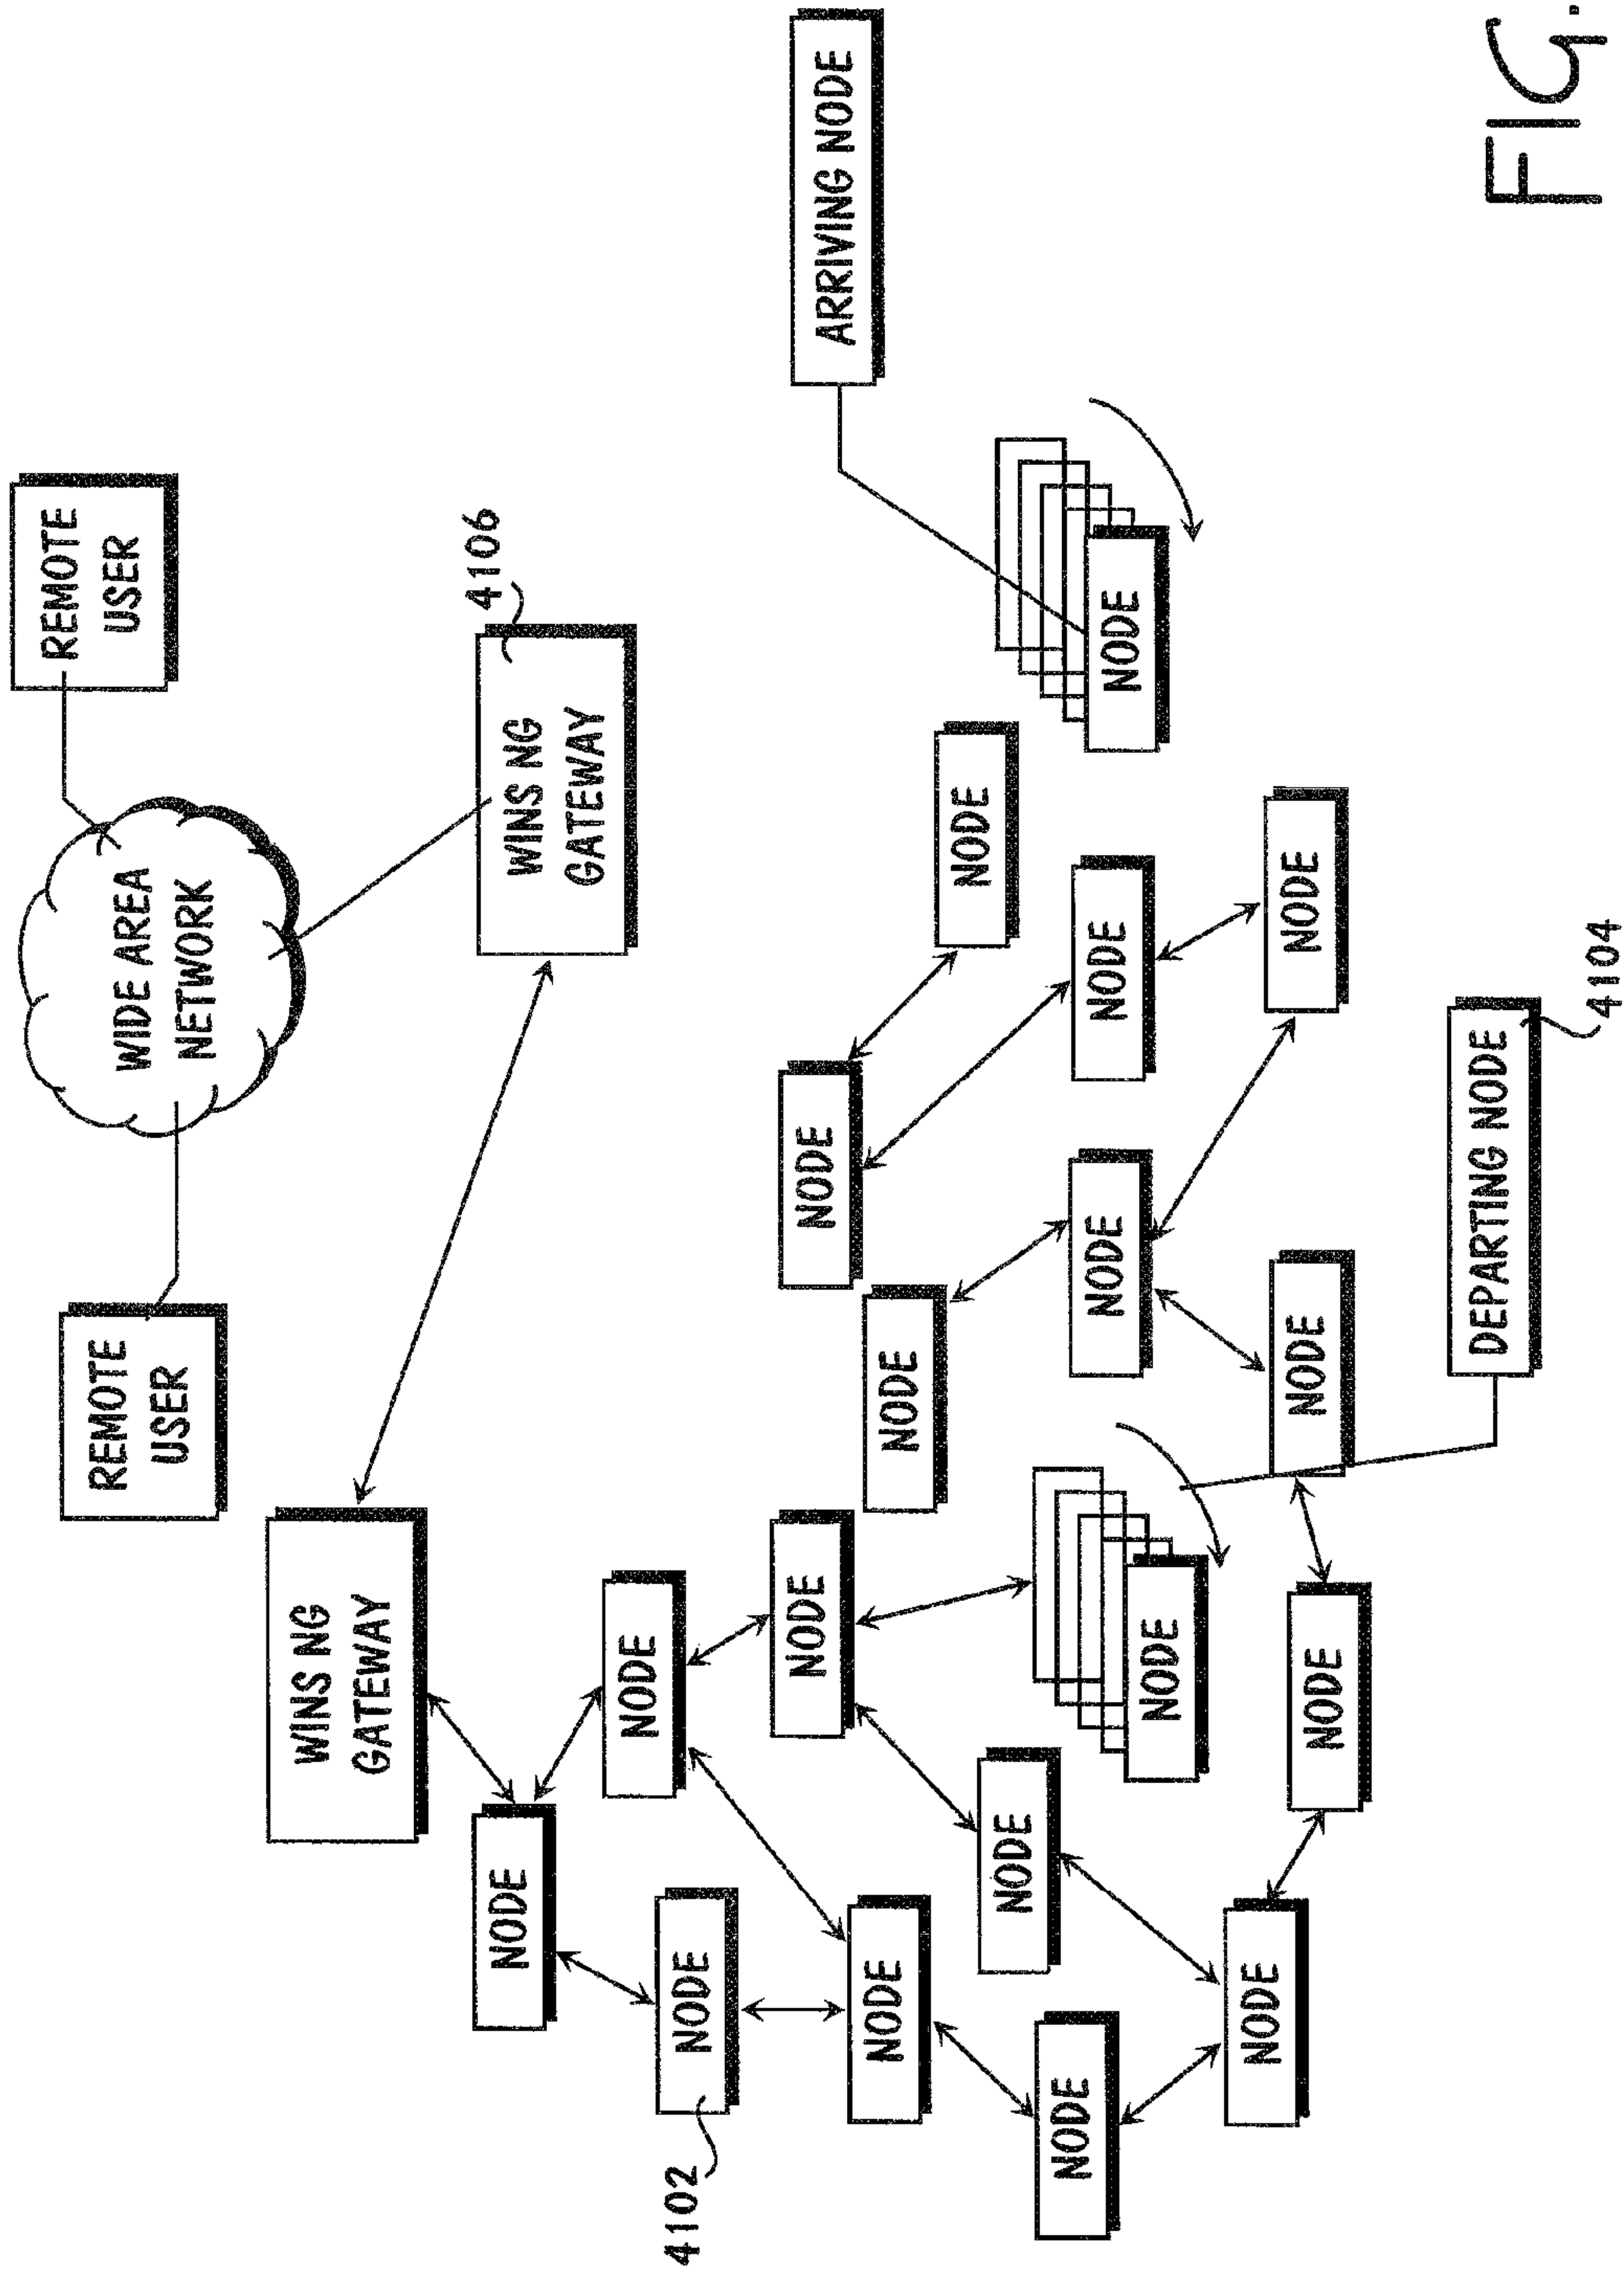 REMOTE
USER
WIDE AREA
NETWORK
REMOTE
USER
WINS NG
GATEWAY
WINS NG
GATEWAY
4106
NODE
NODE
4102
NODE
NODE
NODE
ARRIVING NODE
NODE
NODE
NODE
NODE
NODE
NODE
NODE
NODE
NODE
NODE
NODE
NODE
NODE
DEPARTING NODE
4104
FIG.